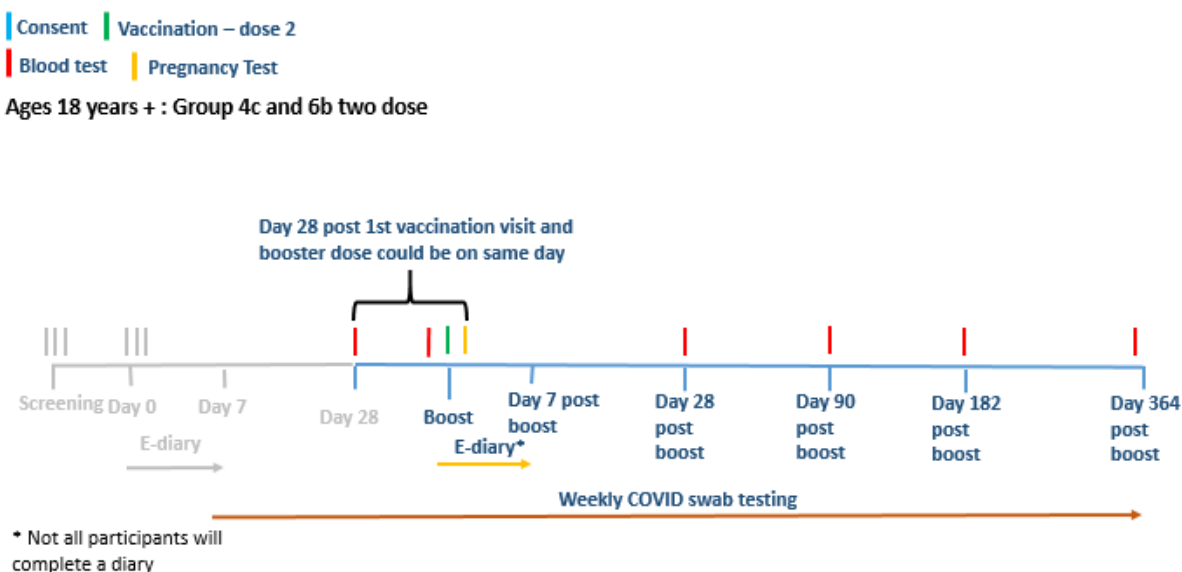 Consent Vaccination – dose 2
Blood test Pregnancy Test
Ages 18 years + : Group 4c and 6b two dose
Day 28 post 1st vaccination visit and
booster dose could be on same day
Screening
Day 0
Day 7
Day 28
Boost
Day 7 post
boost
Day 28
post
boost
Day 90
post
boost
Day 182
post
boost
Day 364
post
boost
E-diary
E-diary*
Weekly COVID swab testing
* Not all participants will
complete a diary